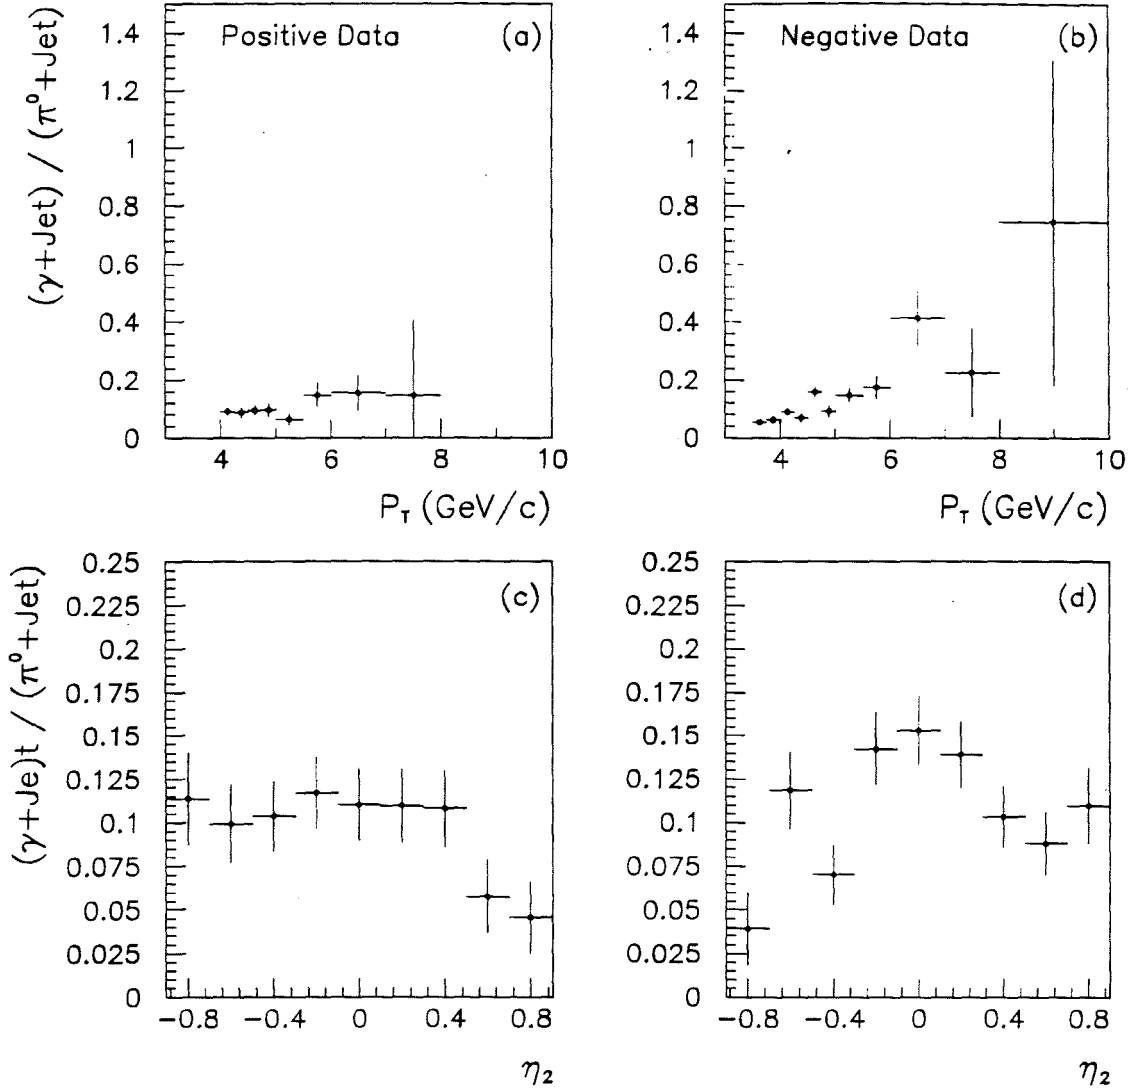 Positive Data (a)
(γ+Jet) / (π⁰+Jet)
1.4
1.2
1
0.8
0.6
0.4
0.2
0
4 6 8 10
P_T (GeV/c)
Negative Data (b)
1.4
1.2
1
0.8
0.6
0.4
0.2
0
4 6 8 10
P_T (GeV/c)
(c)
(γ+Je)t / (π⁰+Jet)
0.25
0.225
0.2
0.175
0.15
0.125
0.1
0.075
0.05
0.025
0
−0.8 −0.4 0 0.4 0.8
η₂
(d)
0.25
0.225
0.2
0.175
0.15
0.125
0.1
0.075
0.05
0.025
0
−0.8 −0.4 0 0.4 0.8
η₂